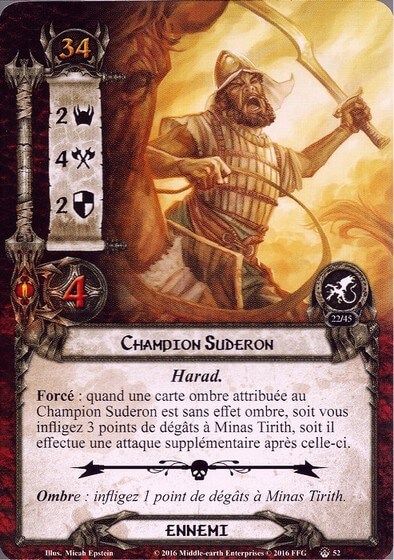 34
2
4
2
4
22/45
Champion Suderon
Harad.
Forcé : quand une carte ombre attribuée au
Champion Suderon est sans effet ombre, soit vous
infligez 3 points de dégâts à Minas Tirith, soit il
effectue une attaque supplémentaire après celle-ci.
Ombre : infligez 1 point de dégâts à Minas Tirith.
ENNEMI
Illus. Micah Epstein © 2016 Middle-earth Enterprises © 2016 FFG 52